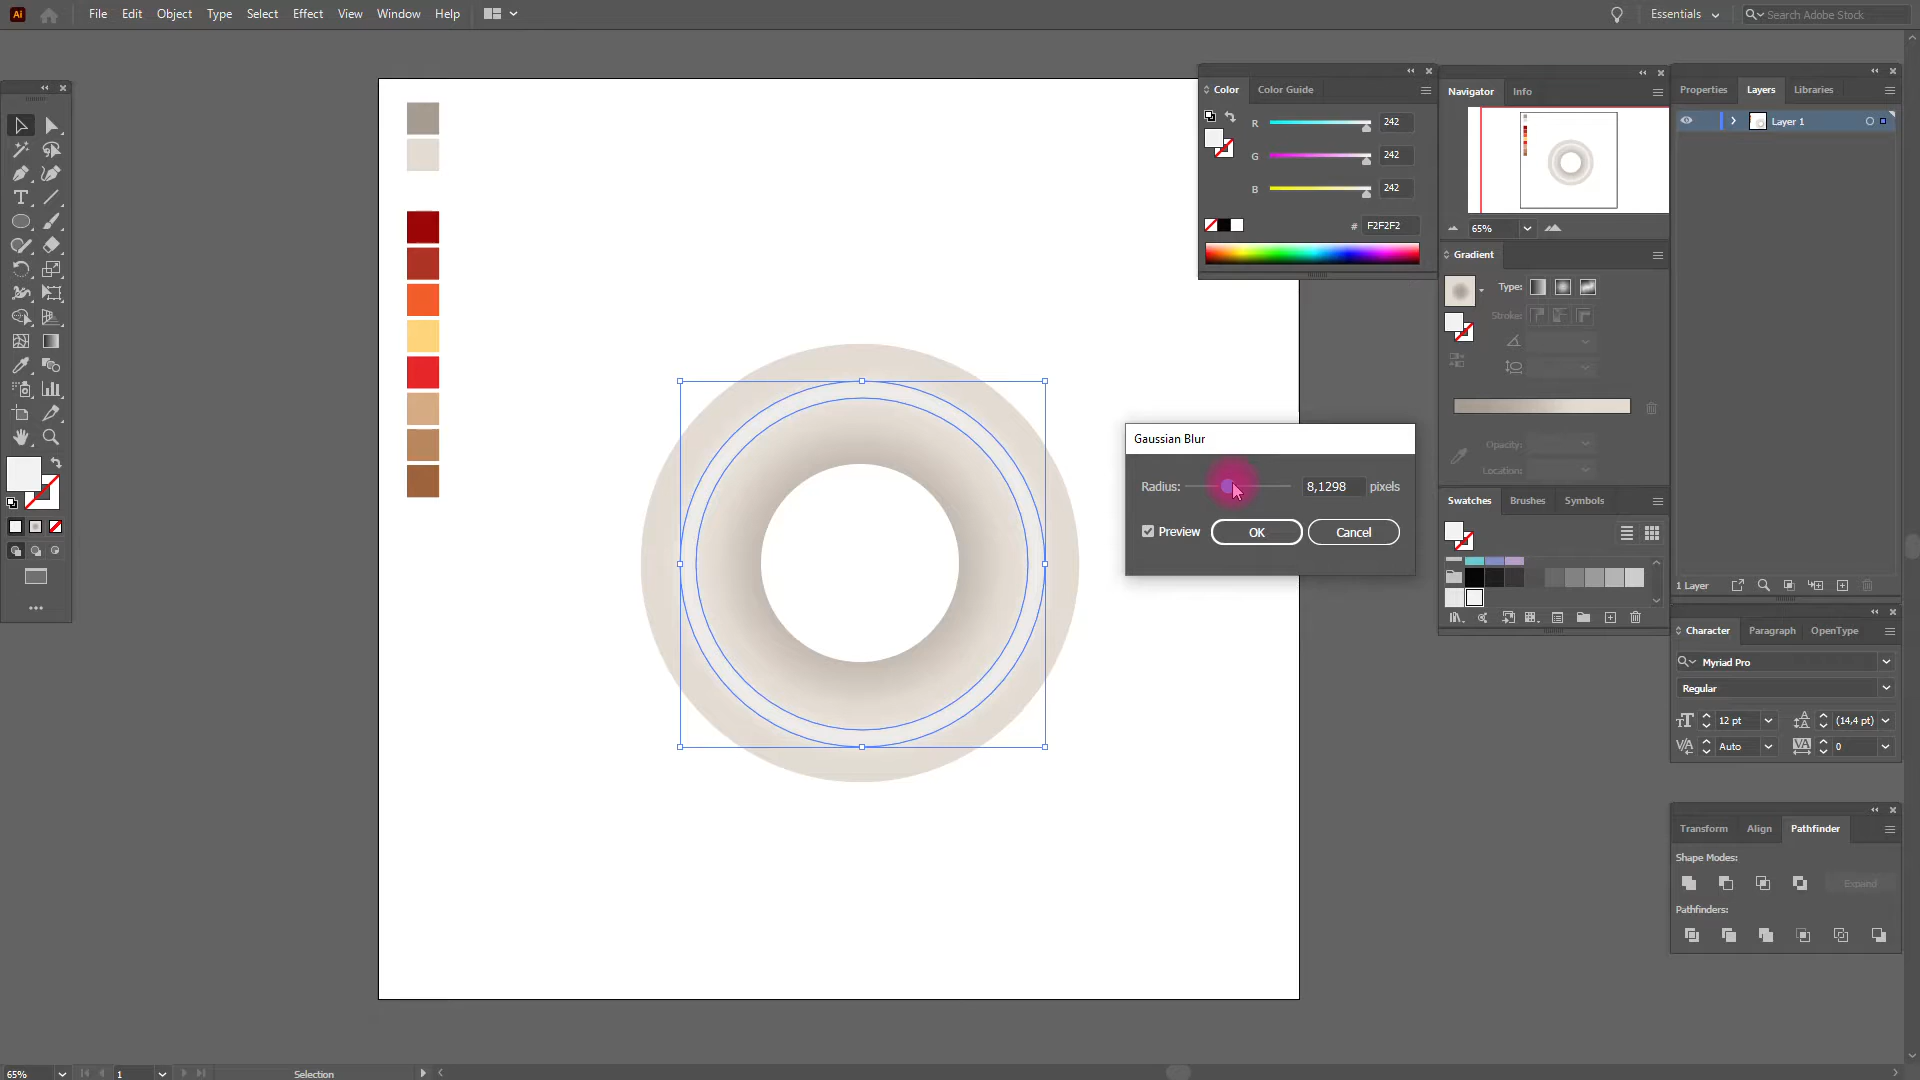 Ai File Edit Object Type Select Effect View Window Help Essentials Search Adobe Stock
Color Color Guide
R 242
G 242
B 242
# F2F2F2
Navigator Info
65%
Gradient
Type:
Stroke:
Opacity:
Location:
Swatches Brushes Symbols
Properties Layers Libraries
Layer 1
1 Layer
Character Paragraph OpenType
Myriad Pro
Regular
12 pt (14,4 pt)
Auto 0
Transform Align Pathfinder
Shape Modes:
Expand
Pathfinders:
Gaussian Blur
Radius: 8,1298 pixels
Preview OK Cancel
65% 1 Selection